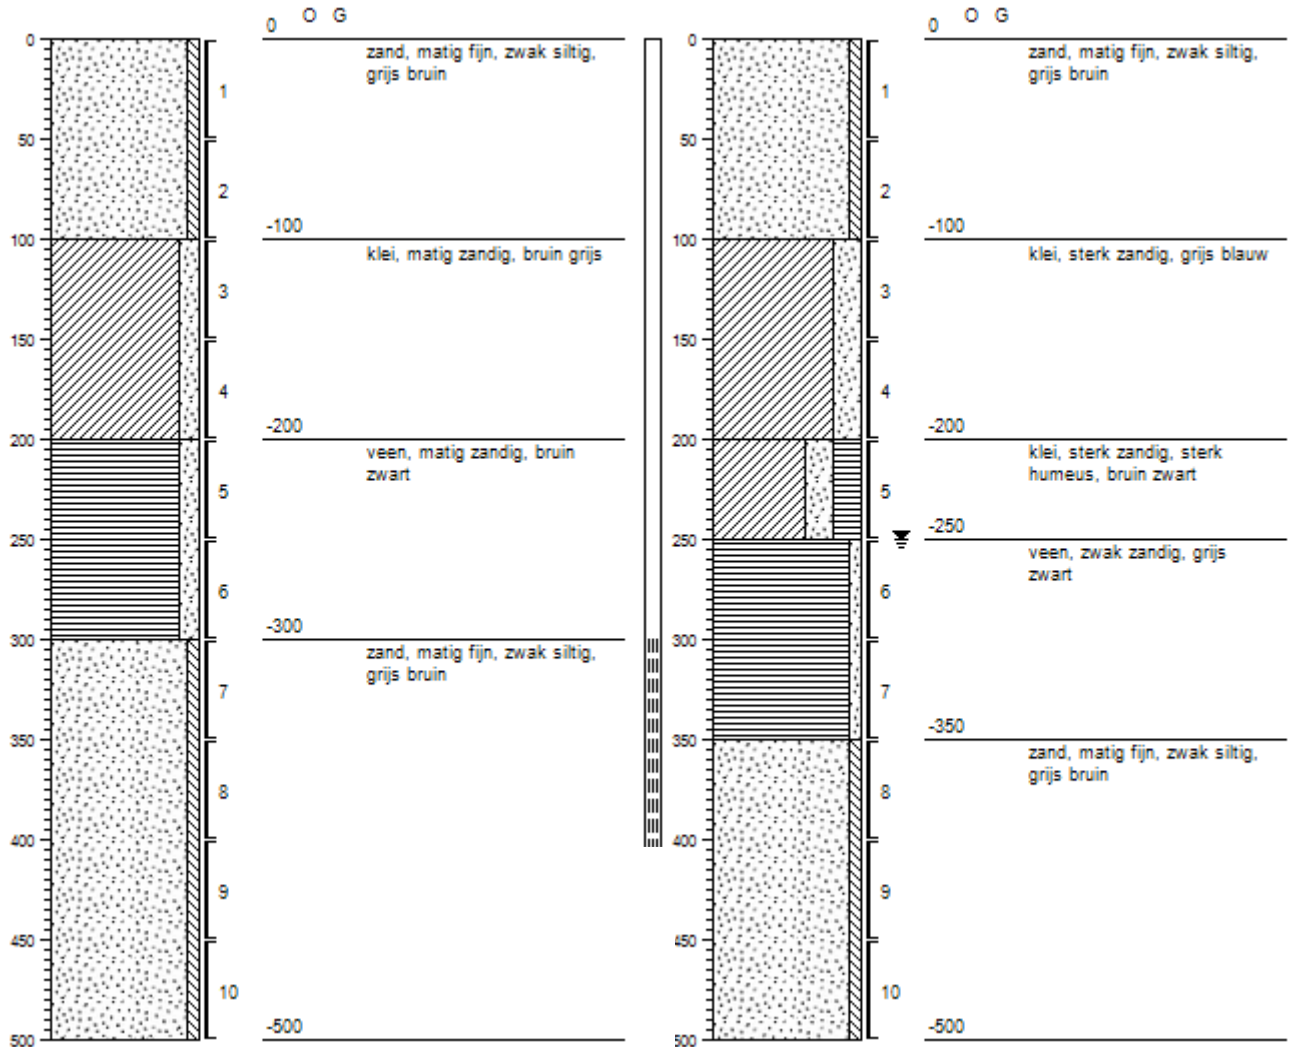 0 O G
0
zand, matig fijn, zwak siltig,
grijs bruin
1
50
2
-100
100
klei, matig zandig, bruin grijs
3
150
4
-200
200
veen, matig zandig, bruin
zwart
5
250
6
-300
300
zand, matig fijn, zwak siltig,
grijs bruin
7
350
8
400
9
450
10
-500
500
0 O G
0
zand, matig fijn, zwak siltig,
grijs bruin
1
50
2
-100
100
klei, sterk zandig, grijs blauw
3
150
4
-200
200
klei, sterk zandig, sterk
humeus, bruin zwart
5
-250
250
veen, zwak zandig, grijs
zwart
6
300
7
-350
350
zand, matig fijn, zwak siltig,
grijs bruin
8
400
9
450
10
-500
500